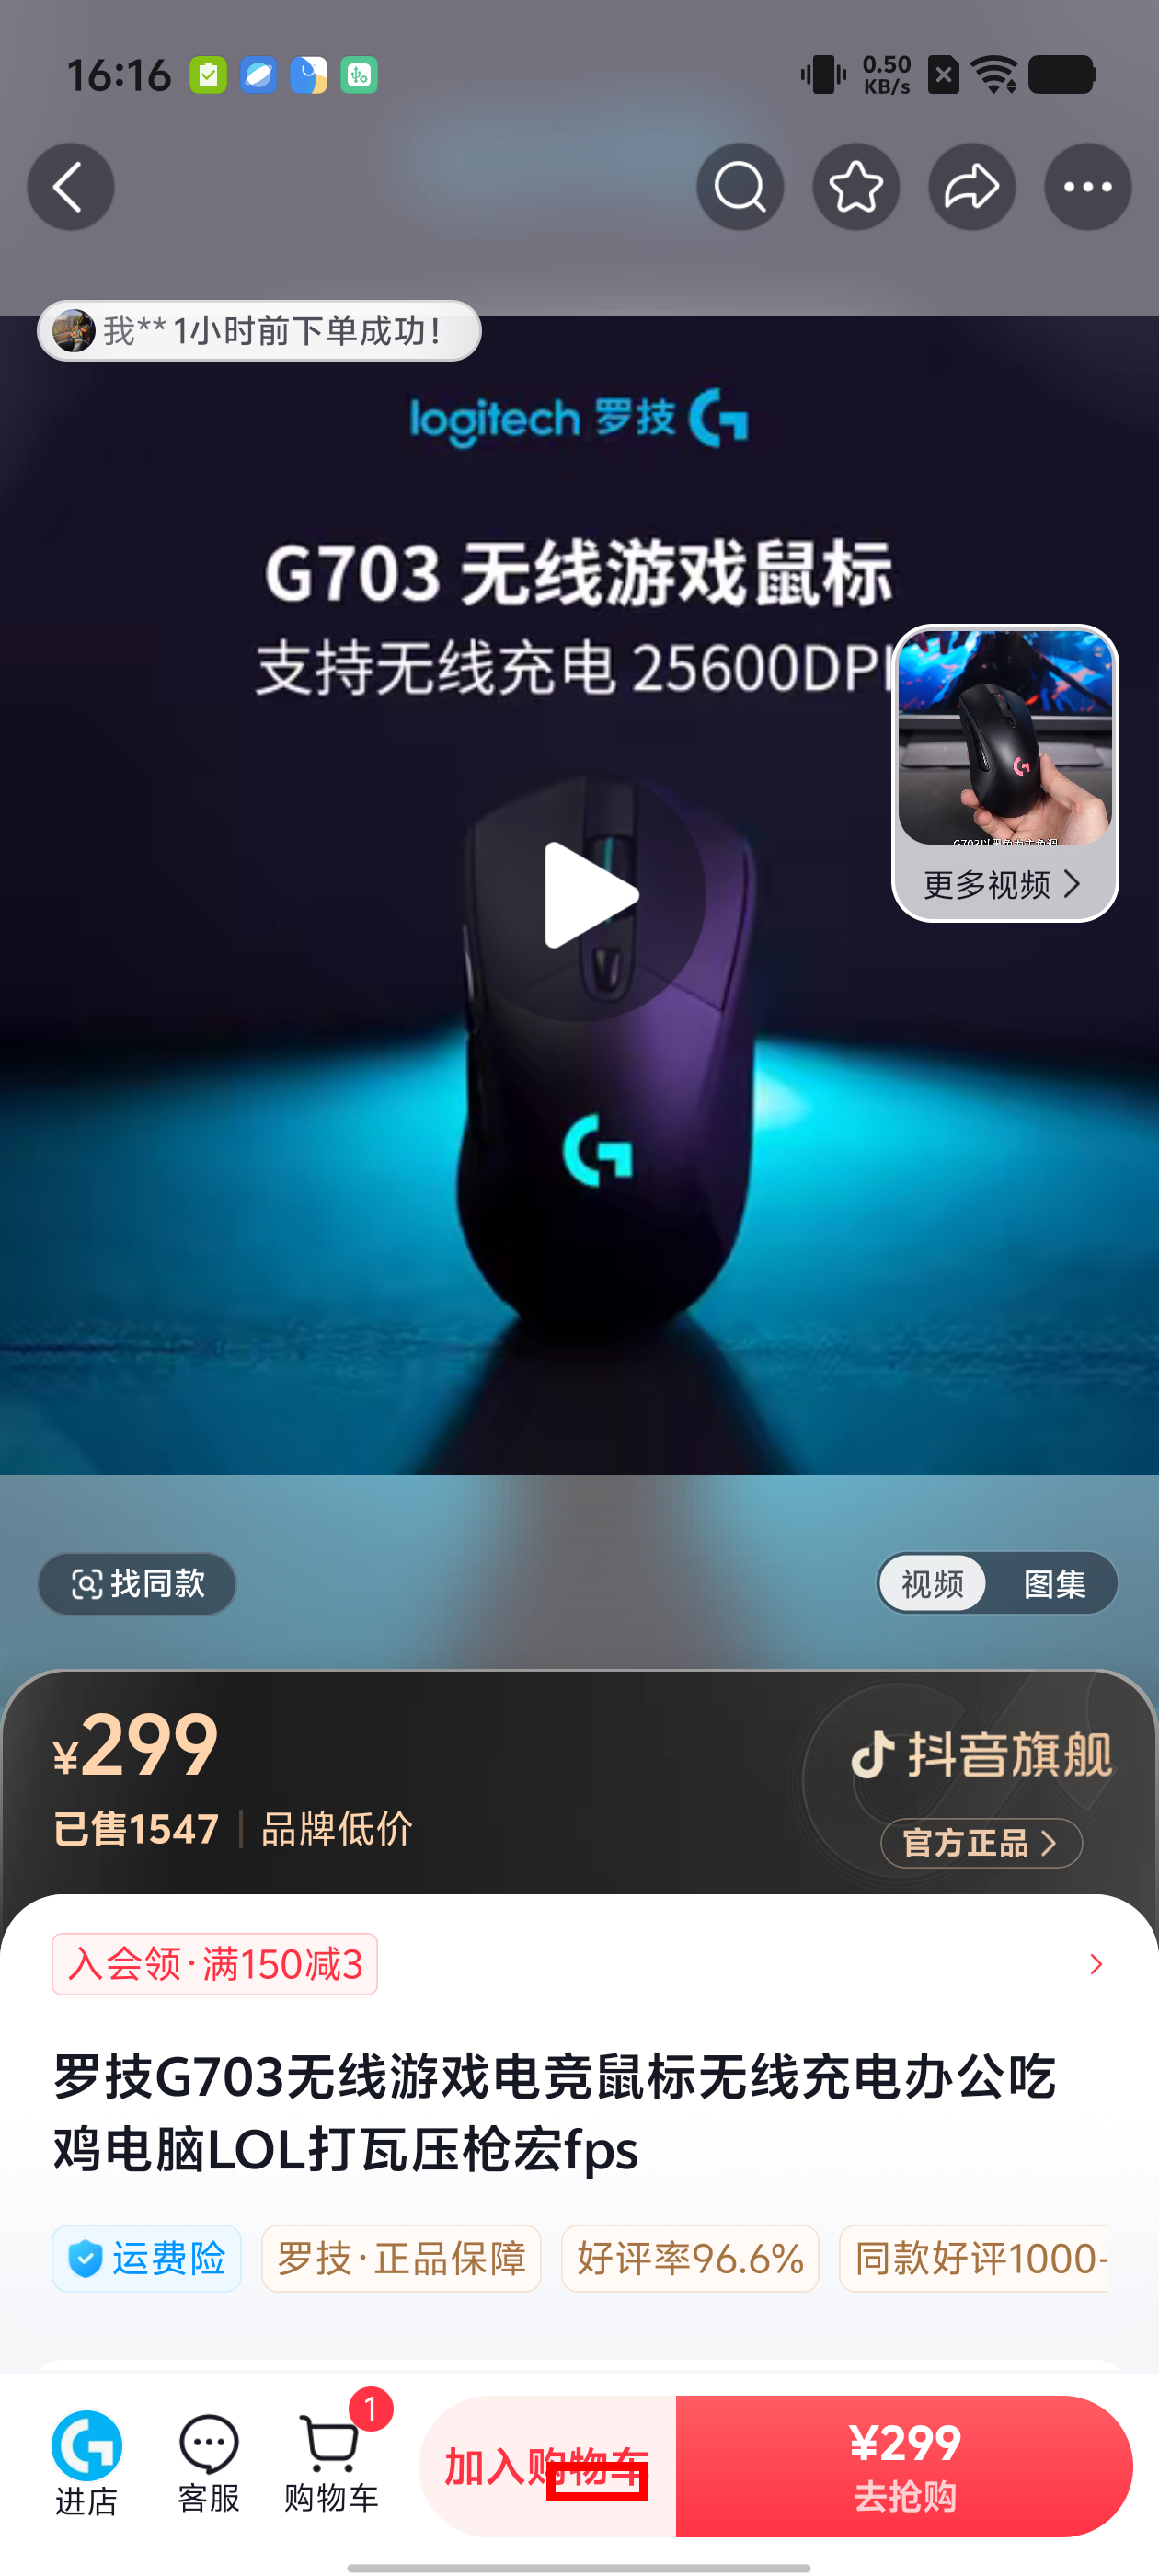 16:16
0.50
KB/s
我** 1小时前下单成功!
logitech 罗技
G703 无线游戏鼠标
支持无线充电 25600DPI
更多视频
找同款
视频
图集
¥299
已售1547
品牌低价
抖音旗舰
官方正品
入会领·满150减3
罗技G703无线游戏电竞鼠标无线充电办公吃
鸡电脑LOL打瓦压枪宏fps
运费险
罗技·正品保障
好评率96.6%
同款好评1000
进店
客服
1
购物车
加入购物车
¥299
去抢购